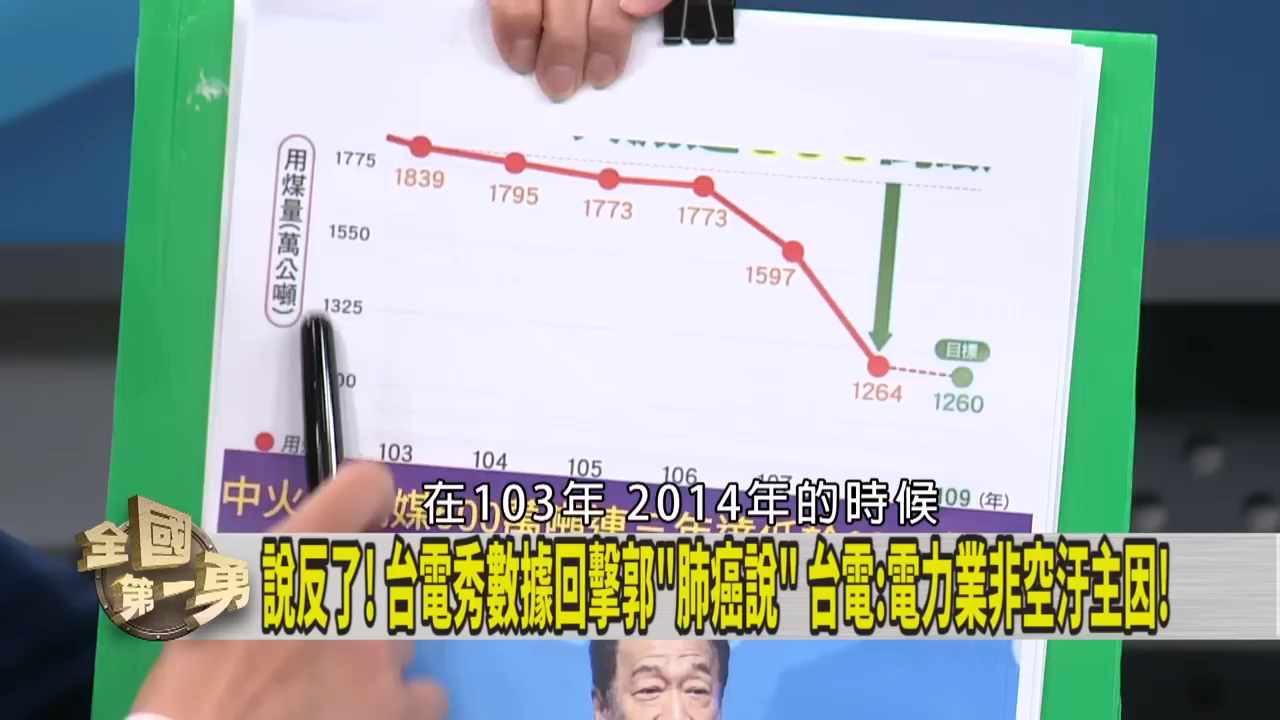 用煤量(萬公噸)
1775
1550
1325
1839
1795
1773
1773
1597
1264
目標
1260
103
104
105
106
109 (年)
中火
在103年 2014年的時候
全國第一勇
說反了! 台電秀數據回擊郭"肺癌說" 台電:電力業非空汙主因!